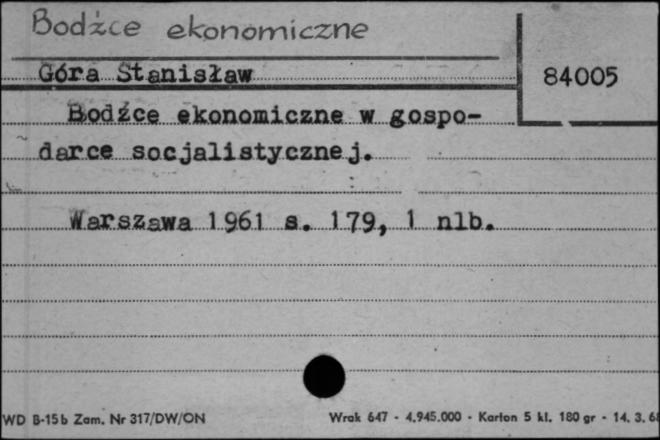 Bodźce ekonomiczne
Góra Stanisław
84005
Bodźce ekonomiczne w gospo-
darce socjalistycznej.
Warszawa 1961 s. 179, 1 nlb.
WD B-15b Zam. Nr 317/DW/ON
Wrak 647 - 4.945.000 - Karton 5 kl. 180 gr - 14. 3.